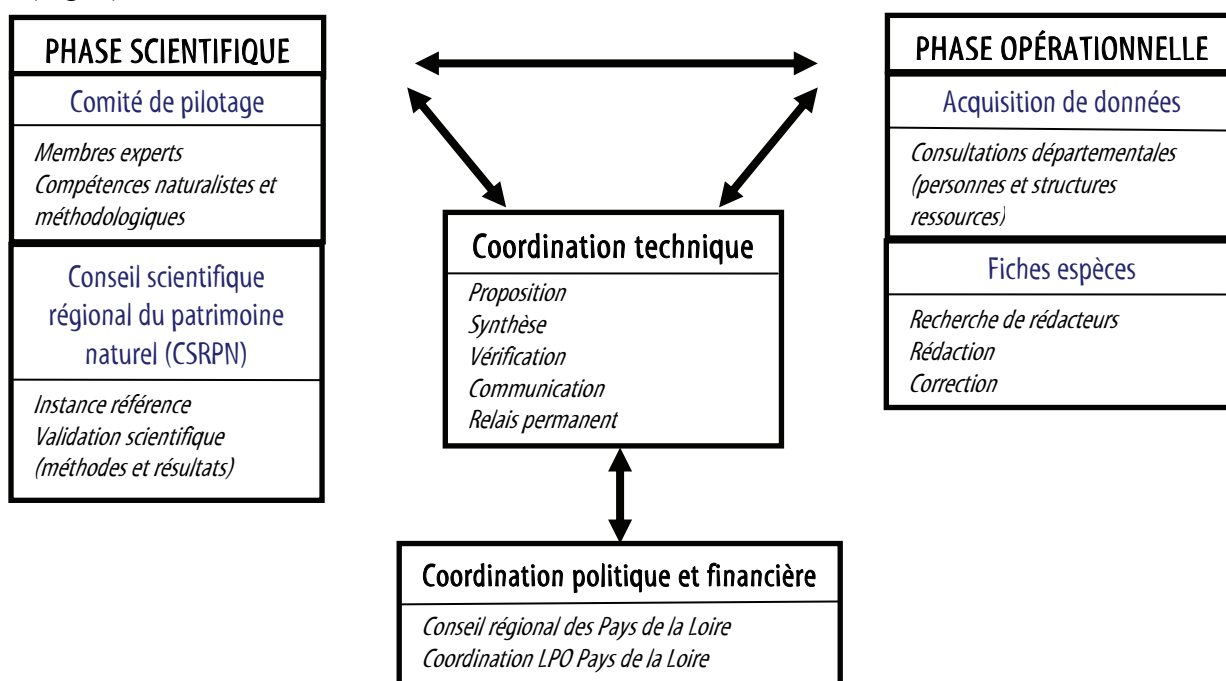 PHASE SCIENTIFIQUE
Comité de pilotage
Membres experts
Compétences naturalistes et
méthodologiques
Conseil scientifique
régional du patrimoine
naturel (CSRPN)
Instance référence
Validation scientifique
(méthodes et résultats)
PHASE OPÉRATIONNELLE
Acquisition de données
Consultations départementales
(personnes et structures
ressources)
Fiches espèces
Recherche de rédacteurs
Rédaction
Correction
Coordination technique
Proposition
Synthèse
Vérification
Communication
Relais permanent
Coordination politique et financière
Conseil régional des Pays de la Loire
Coordination LPO Pays de la Loire